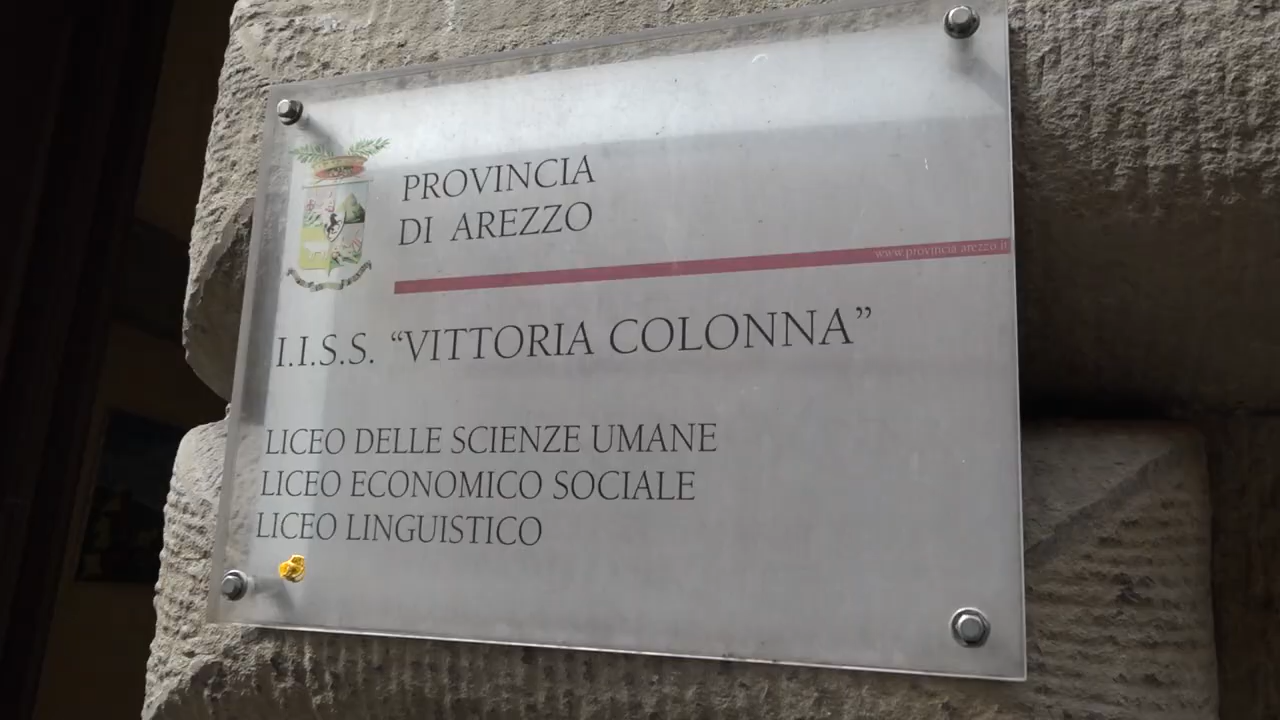 PROVINCIA
DI AREZZO
www.provincia.arezzo.it
I.I.S.S. “VITTORIA COLONNA”
LICEO DELLE SCIENZE UMANE
LICEO ECONOMICO SOCIALE
LICEO LINGUISTICO